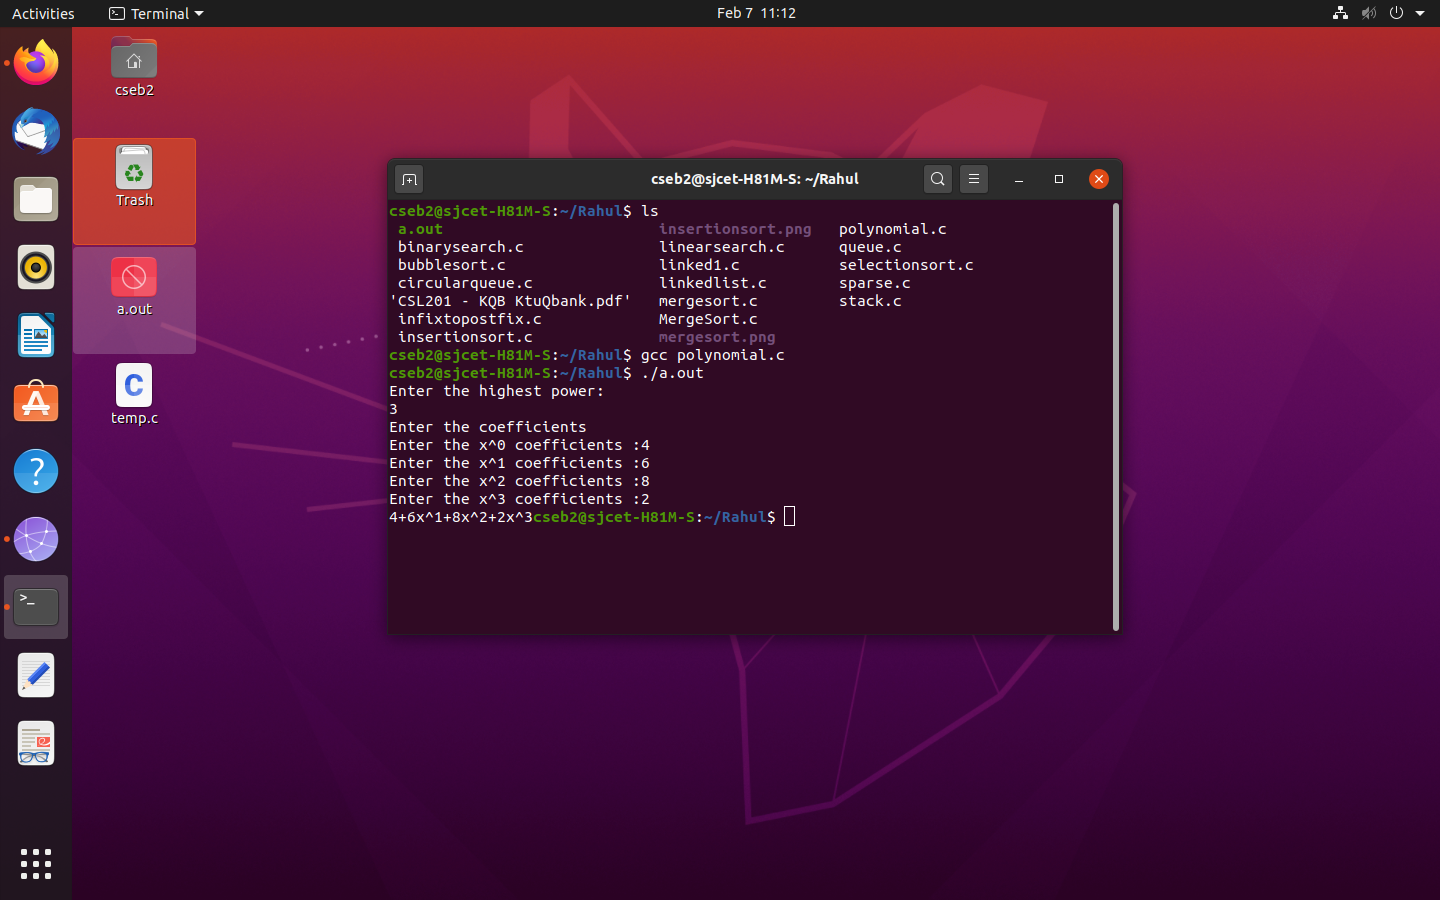 Activities Terminal Feb 7 11:12
cseb2
Trash
a.out
C
temp.c
cseb2@sjcet-H81M-S: ~/Rahul
cseb2@sjcet-H81M-S:~/Rahul$ ls
a.out insertionsort.png polynomial.c
binarysearch.c linearsearch.c queue.c
bubblesort.c linked1.c selectionsort.c
circularqueue.c linkedlist.c sparse.c
'CSL201 - KQB KtuQbank.pdf' mergesort.c stack.c
infixtopostfix.c MergeSort.c
insertionsort.c mergesort.png
cseb2@sjcet-H81M-S:~/Rahul$ gcc polynomial.c
cseb2@sjcet-H81M-S:~/Rahul$ ./a.out
Enter the highest power:
3
Enter the coefficients
Enter the x^0 coefficients :4
Enter the x^1 coefficients :6
Enter the x^2 coefficients :8
Enter the x^3 coefficients :2
4+6x^1+8x^2+2x^3cseb2@sjcet-H81M-S:~/Rahul$